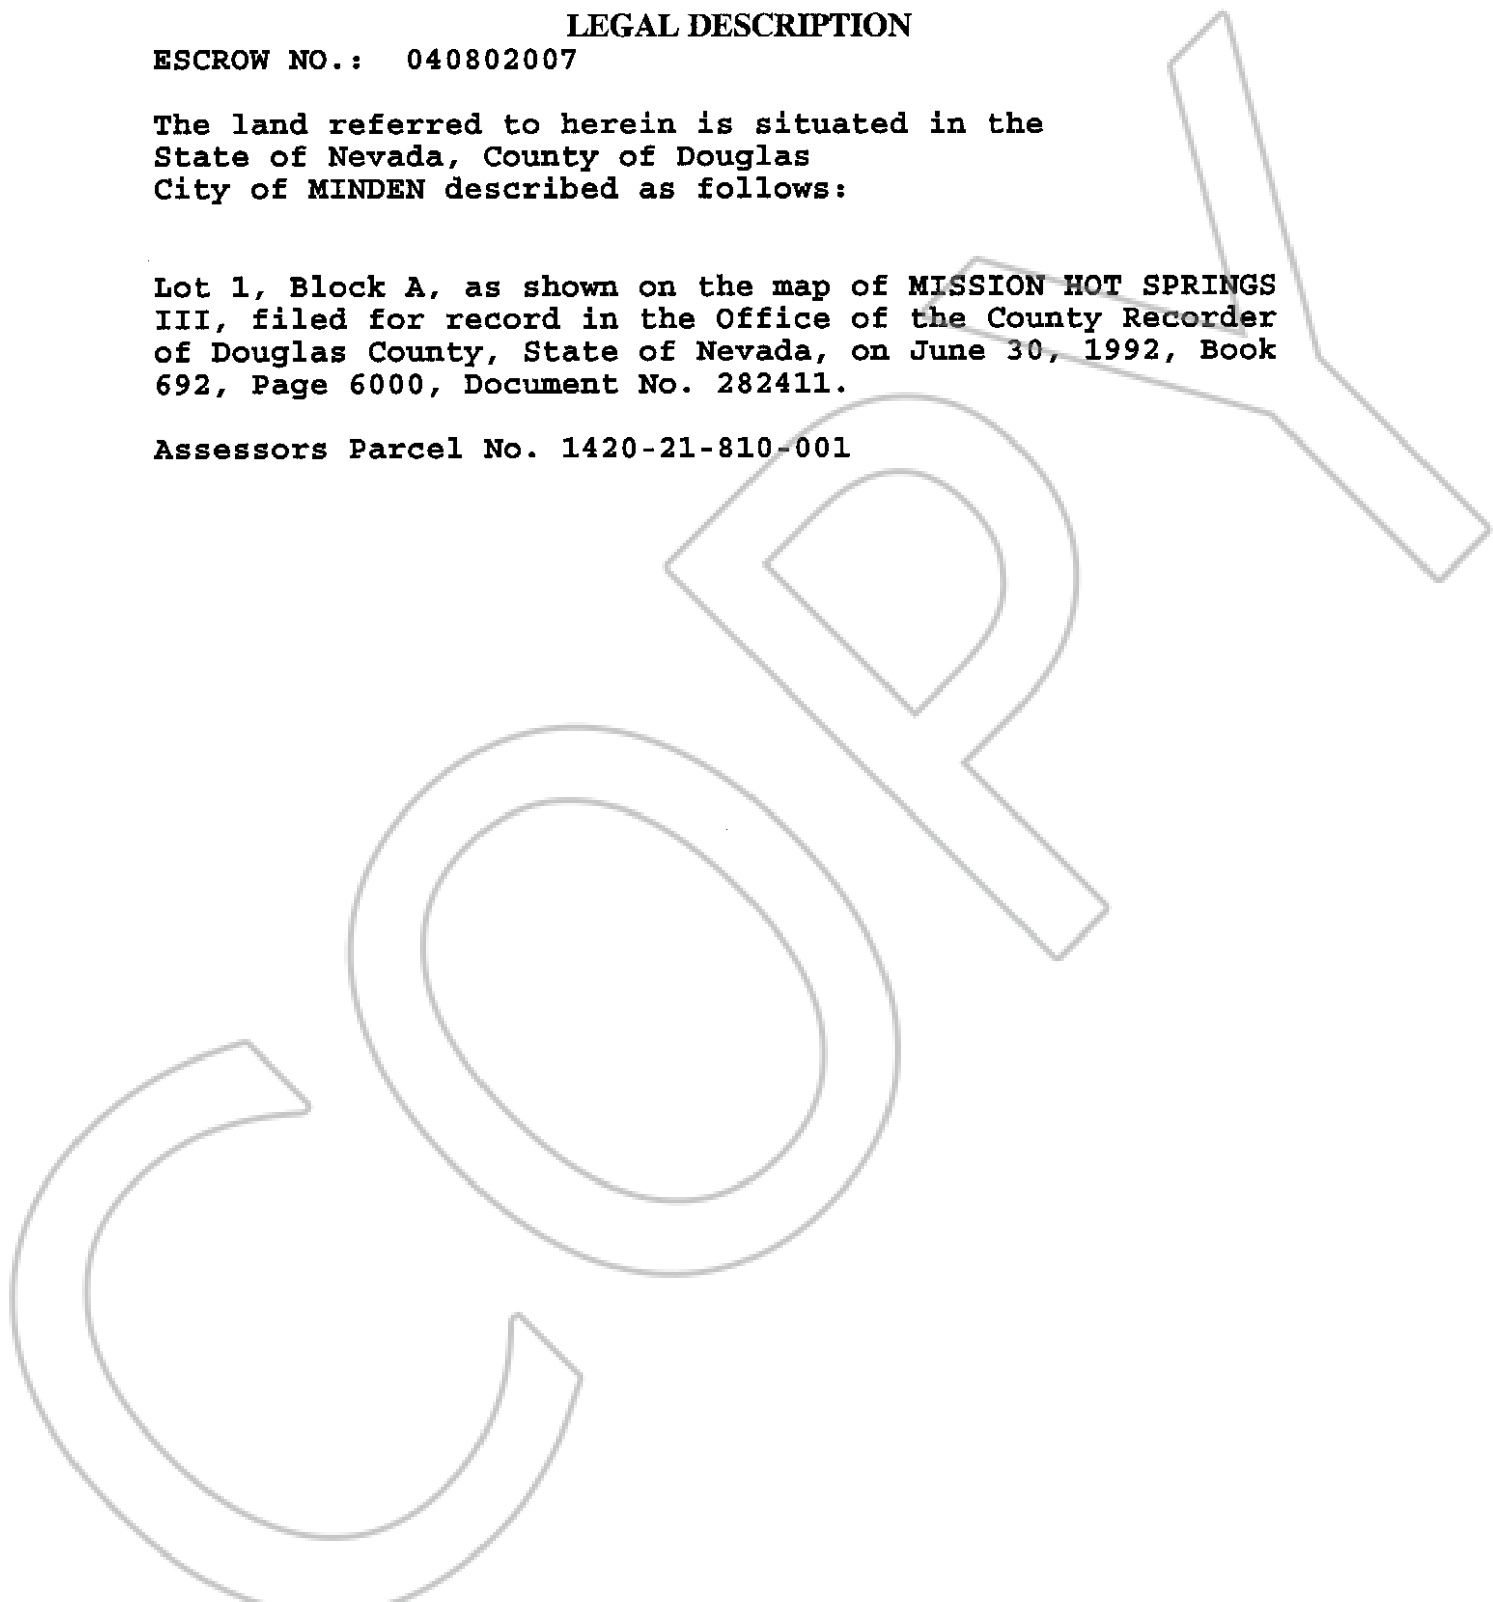 LEGAL DESCRIPTION
ESCROW NO.: 040802007
The land referred to herein is situated in the
State of Nevada, County of Douglas
City of MINDEN described as follows:
Lot 1, Block A, as shown on the map of MISSION HOT SPRINGS
III, filed for record in the Office of the County Recorder
of Douglas County, State of Nevada, on June 30, 1992, Book
692, Page 6000, Document No. 282411.
Assessors Parcel No. 1420-21-810-001
COPY